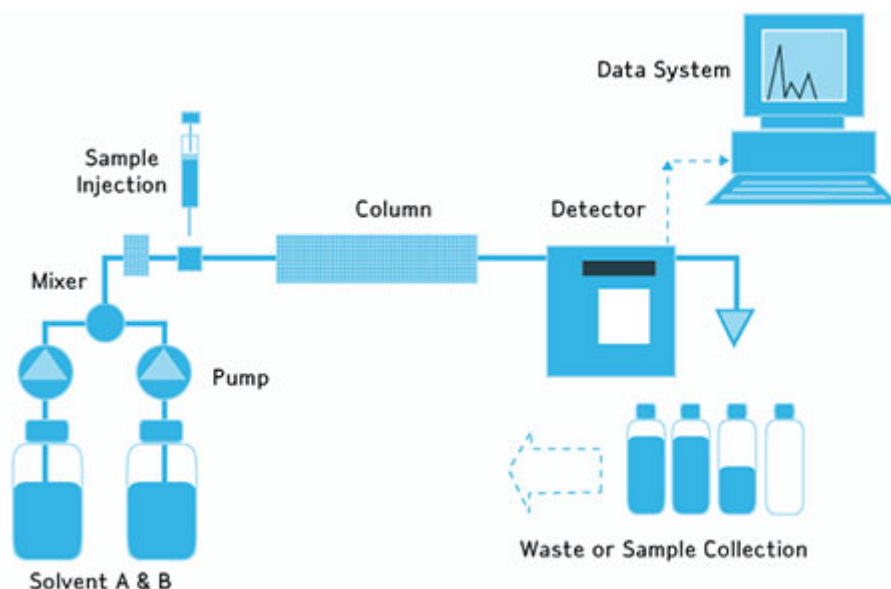 Data System
Sample
Injection
Column
Detector
Mixer
Pump
Waste or Sample Collection
Solvent A & B